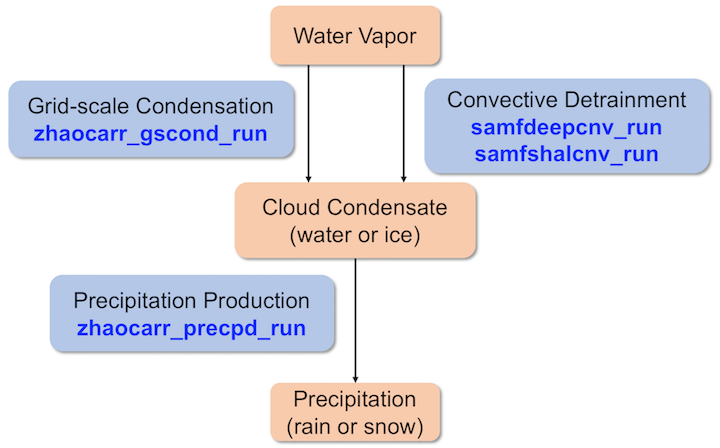 Water Vapor
Grid-scale Condensation
zhaocarr_gscond_run
Convective Detrainment
samfdeepcnv_run
samfshalcnv_run
Cloud Condensate
(water or ice)
Precipitation Production
zhaocarr_precpd_run
Precipitation
(rain or snow)